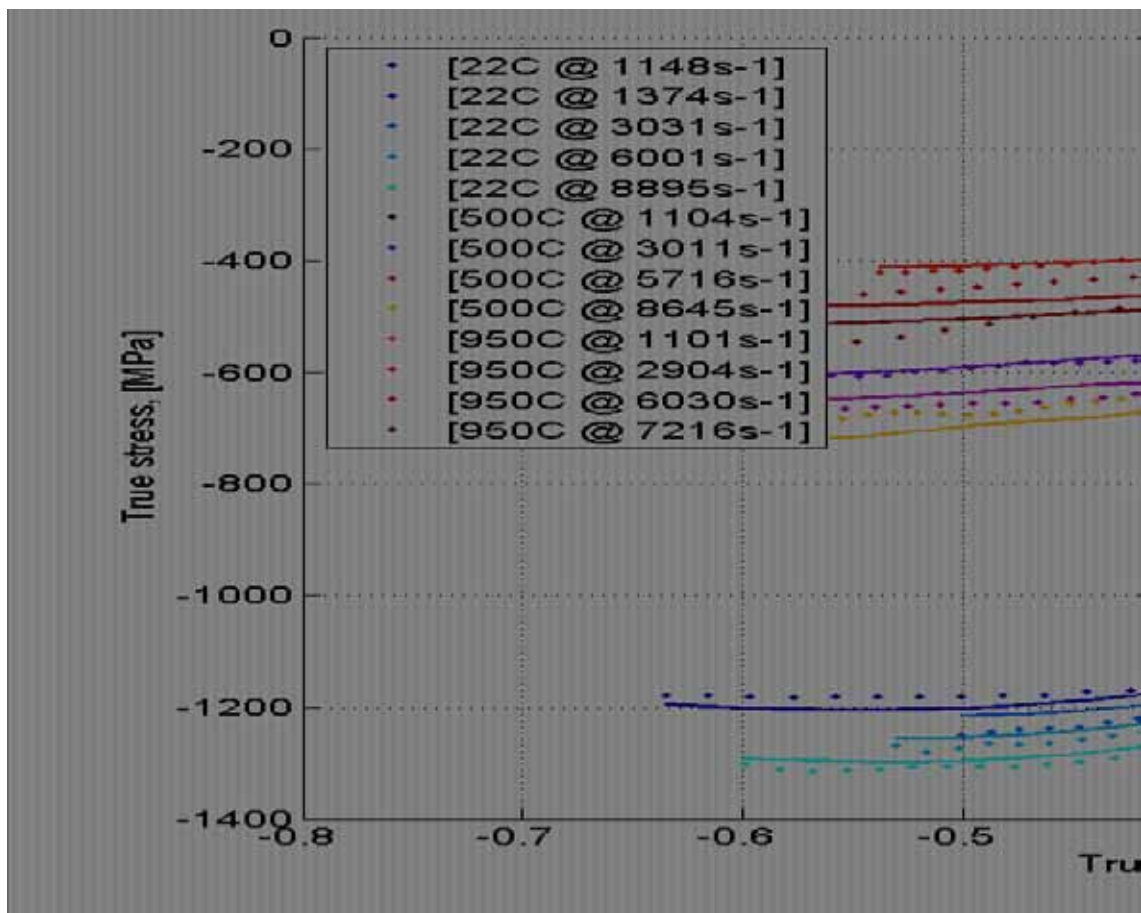 0
[22C @ 1148s-1]
[22C @ 1374s-1]
[22C @ 3031s-1]
[22C @ 6001s-1]
[22C @ 8895s-1]
[500C @ 1104s-1]
[500C @ 3011s-1]
[500C @ 5716s-1]
[500C @ 8645s-1]
[950C @ 1101s-1]
[950C @ 2904s-1]
[950C @ 6030s-1]
[950C @ 7216s-1]
-200
-400
-600
-800
-1000
-1200
-1400
True stress, [MPa]
-0.8 -0.7 -0.6 -0.5
Tru